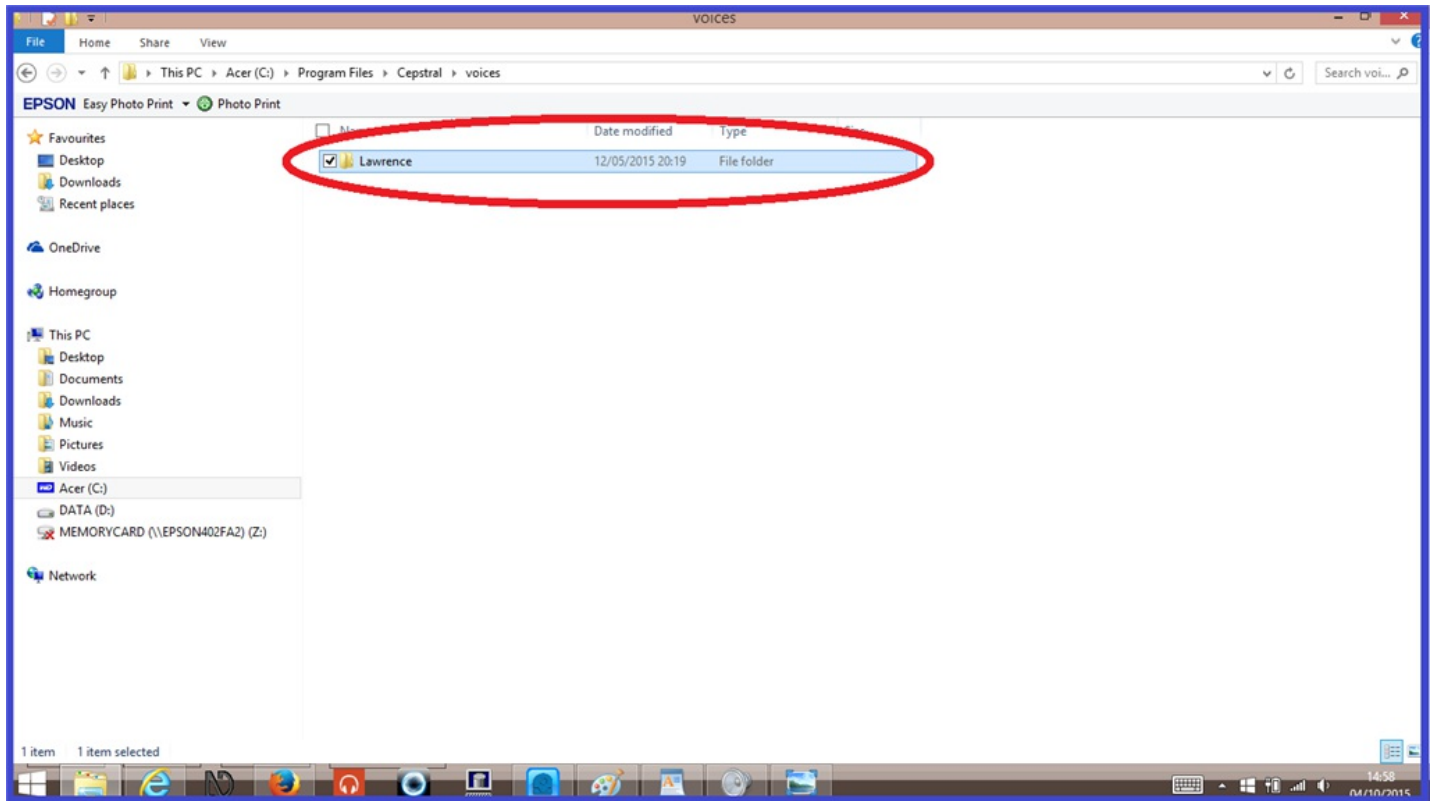 voices
File Home Share View
This PC Acer (C:) Program Files Cepstral voices Search voi...
EPSON Easy Photo Print Photo Print
Date modified Type
Lawrence 12/05/2015 20:19 File folder
Favourites
Desktop
Downloads
Recent places
OneDrive
Homegroup
This PC
Desktop
Documents
Downloads
Music
Pictures
Videos
Acer (C:)
DATA (D:)
MEMORYCARD (\\EPSON402FA2) (Z:)
Network
1 item 1 item selected
14:58
04/10/2015